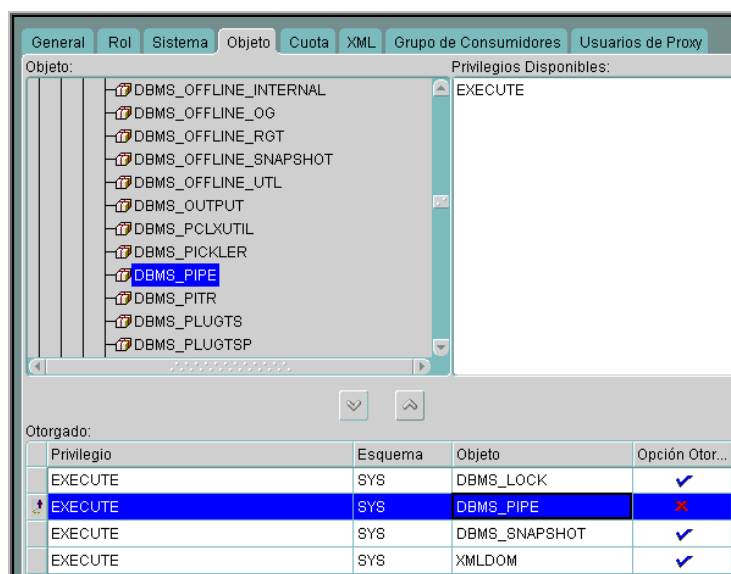 General Rol Sistema Objeto Cuota XML Grupo de Consumidores Usuarios de Proxy
Objeto: Privilegios Disponibles:
DBMS_OFFLINE_INTERNAL EXECUTE
DBMS_OFFLINE_OG
DBMS_OFFLINE_RGT
DBMS_OFFLINE_SNAPSHOT
DBMS_OFFLINE_UTL
DBMS_OUTPUT
DBMS_PCLXUTIL
DBMS_PICKLER
DBMS_PIPE
DBMS_PITR
DBMS_PLUGTS
DBMS_PLUGTSP
Otorgado:
Privilegio Esquema Objeto Opción Otor...
EXECUTE SYS DBMS_LOCK
EXECUTE SYS DBMS_PIPE
EXECUTE SYS DBMS_SNAPSHOT
EXECUTE SYS XMLDOM